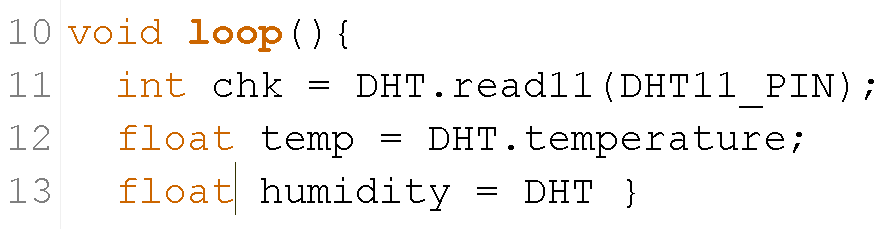 10 void loop(){
11   int chk = DHT.read11(DHT11_PIN);
12   float temp = DHT.temperature;
13   float humidity = DHT }